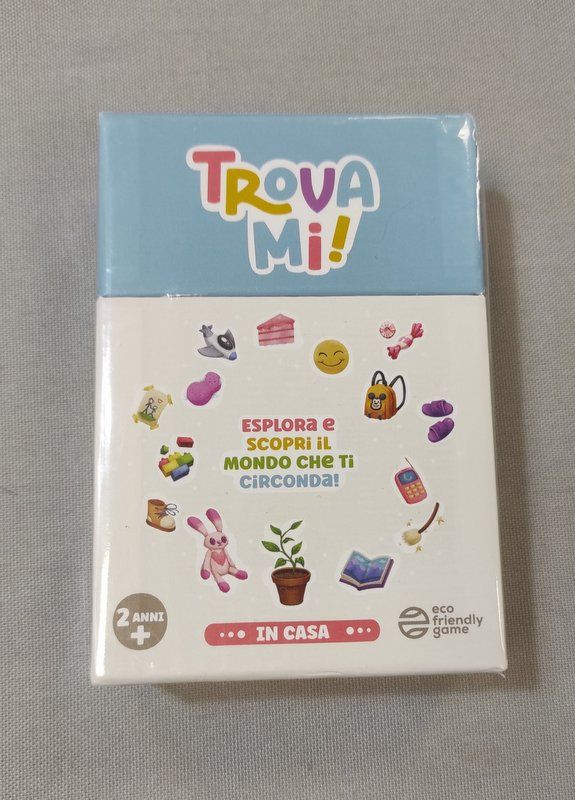 TROVA
Mi!
ESPLORA e
SCOPRI iL
MONDO CHE Ti
CiRCONDA!
2 ANNI
+
IN CASA
eco
friendly
game